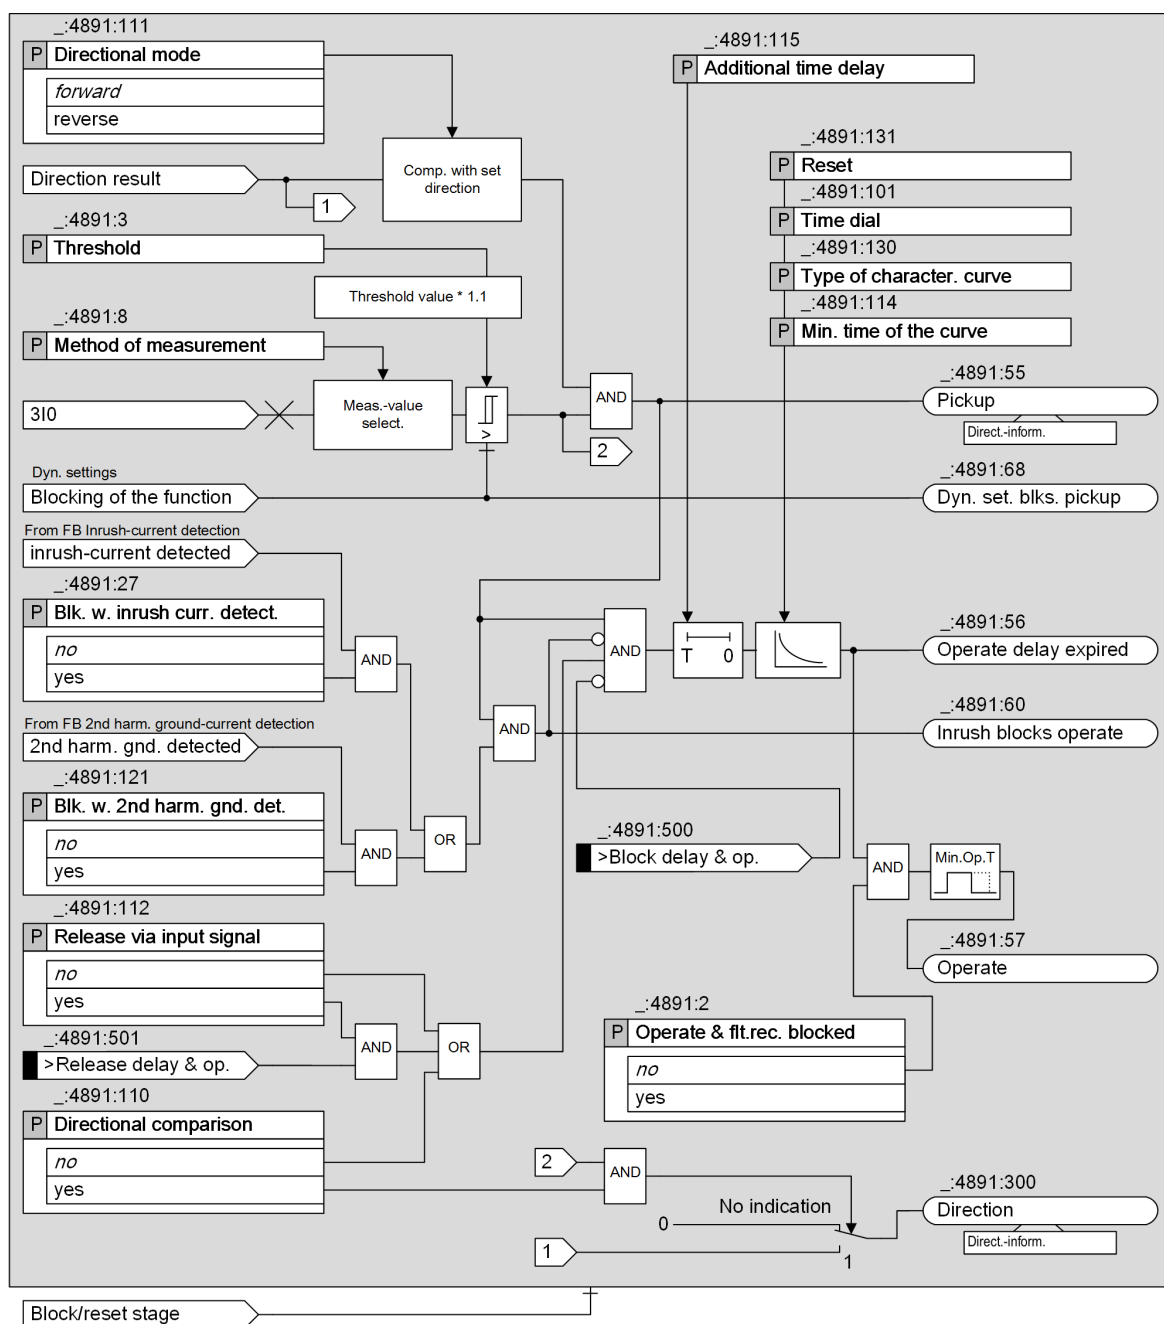 _:4891:111
P Directional mode
forward
reverse
Direction result
1
Comp. with set
direction
_:4891:3
P Threshold
Threshold value * 1.1
_:4891:8
P Method of measurement
3I0
Meas.-value
select.
>
AND
2
_:4891:115
P Additional time delay
_:4891:131
P Reset
_:4891:101
P Time dial
_:4891:130
P Type of character. curve
_:4891:114
P Min. time of the curve
_:4891:55
Pickup
Direct.-inform.
Dyn. settings
Blocking of the function
_:4891:68
Dyn. set. blks. pickup
From FB Inrush-current detection
inrush-current detected
_:4891:27
P Blk. w. inrush curr. detect.
no
yes
AND
From FB 2nd harm. ground-current detection
2nd harm. gnd. detected
_:4891:121
P Blk. w. 2nd harm. gnd. det.
no
yes
AND
OR
AND
AND
T 0
_:4891:56
Operate delay expired
_:4891:60
Inrush blocks operate
_:4891:500
>Block delay & op.
AND
Min.Op.T
_:4891:57
Operate
_:4891:112
P Release via input signal
no
yes
_:4891:501
>Release delay & op.
AND
OR
_:4891:2
P Operate & flt.rec. blocked
no
yes
_:4891:110
P Directional comparison
no
yes
2
AND
No indication
0
1
1
_:4891:300
Direction
Direct.-inform.
Block/reset stage